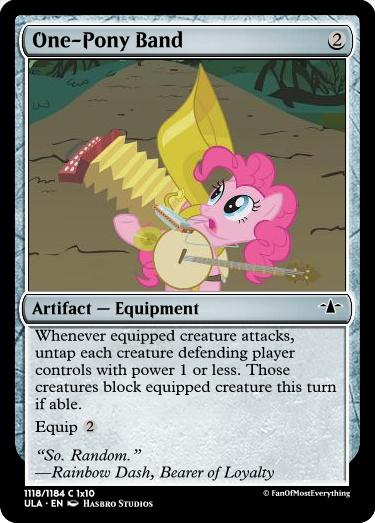 One-Pony Band 2
Artifact — Equipment
Whenever equipped creature attacks,
untap each creature defending player
controls with power 1 or less. Those
creatures block equipped creature this turn
if able.
Equip 2
“So. Random.”
—Rainbow Dash, Bearer of Loyalty
1118/1184 C 1x10
ULA • EN Hasbro Studios
© FanOfMostEverything